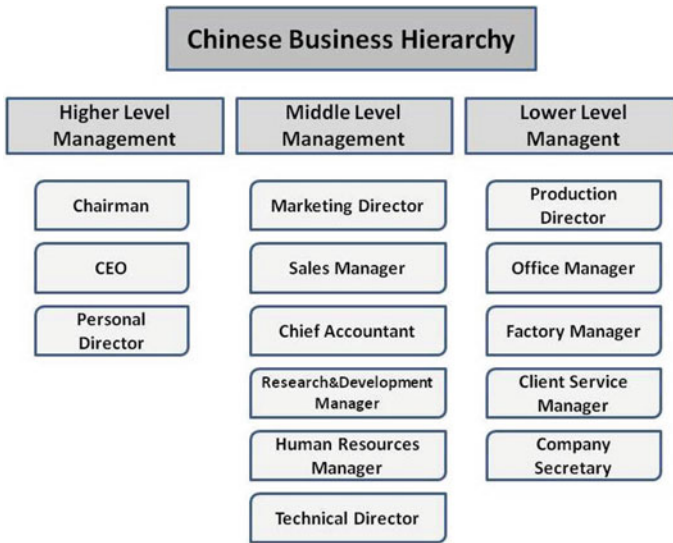 Chinese Business Hierarchy
Higher Level
Management
Chairman
CEO
Personal
Director
Middle Level
Management
Marketing Director
Sales Manager
Chief Accountant
Research&Development
Manager
Human Resources
Manager
Technical Director
Lower Level
Managent
Production
Director
Office Manager
Factory Manager
Client Service
Manager
Company
Secretary